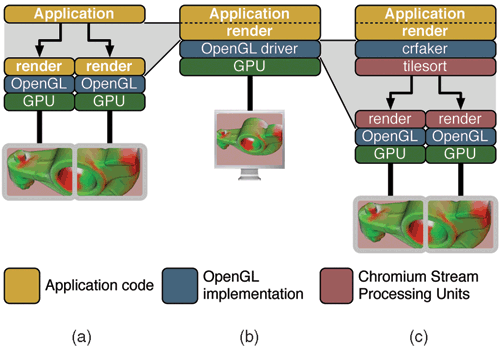 Application
render render
OpenGL OpenGL
GPU GPU
Application
render
OpenGL driver
GPU
Application
render
crfaker
tilesort
render render
OpenGL OpenGL
GPU GPU
Application code
OpenGL
implementation
Chromium Stream
Processing Units
(a) (b) (c)